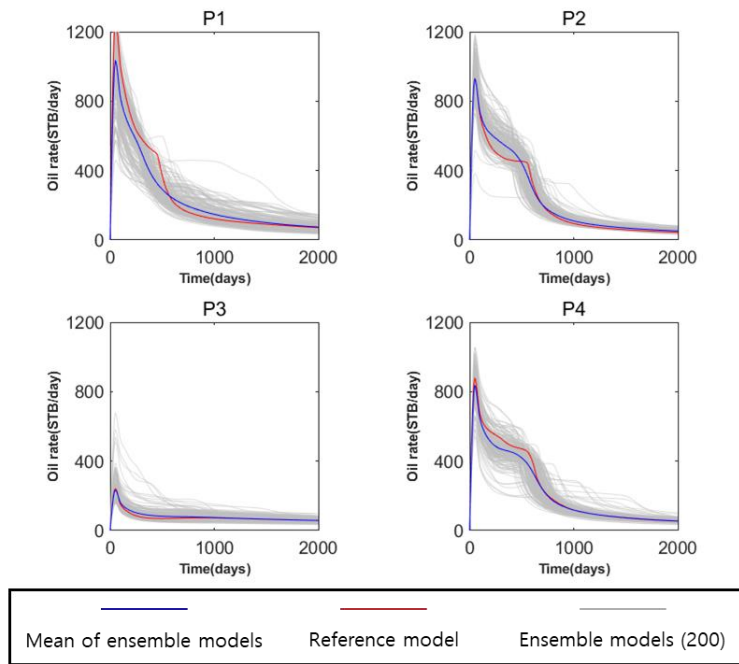 P1
1200
800
400
0
0 1000 2000
Oil rate(STB/day)
Time(days)
P2
1200
800
400
0
0 1000 2000
Oil rate(STB/day)
Time(days)
P3
1200
800
400
0
0 1000 2000
Oil rate(STB/day)
Time(days)
P4
1200
800
400
0
0 1000 2000
Oil rate(STB/day)
Time(days)
Mean of ensemble models
Reference model
Ensemble models (200)